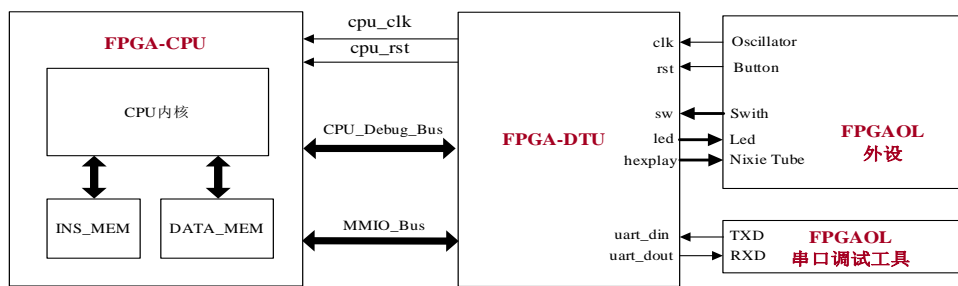 FPGA-CPU
CPU内核
INS_MEM
DATA_MEM
cpu_clk
cpu_rst
CPU_Debug_Bus
MMIO_Bus
FPGA-DTU
clk
rst
sw
led
hexplay
uart_din
uart_dout
Oscillator
Button
Swith
Led
Nixie Tube
FPGAOL
外设
TXD
RXD
FPGAOL
串口调试工具